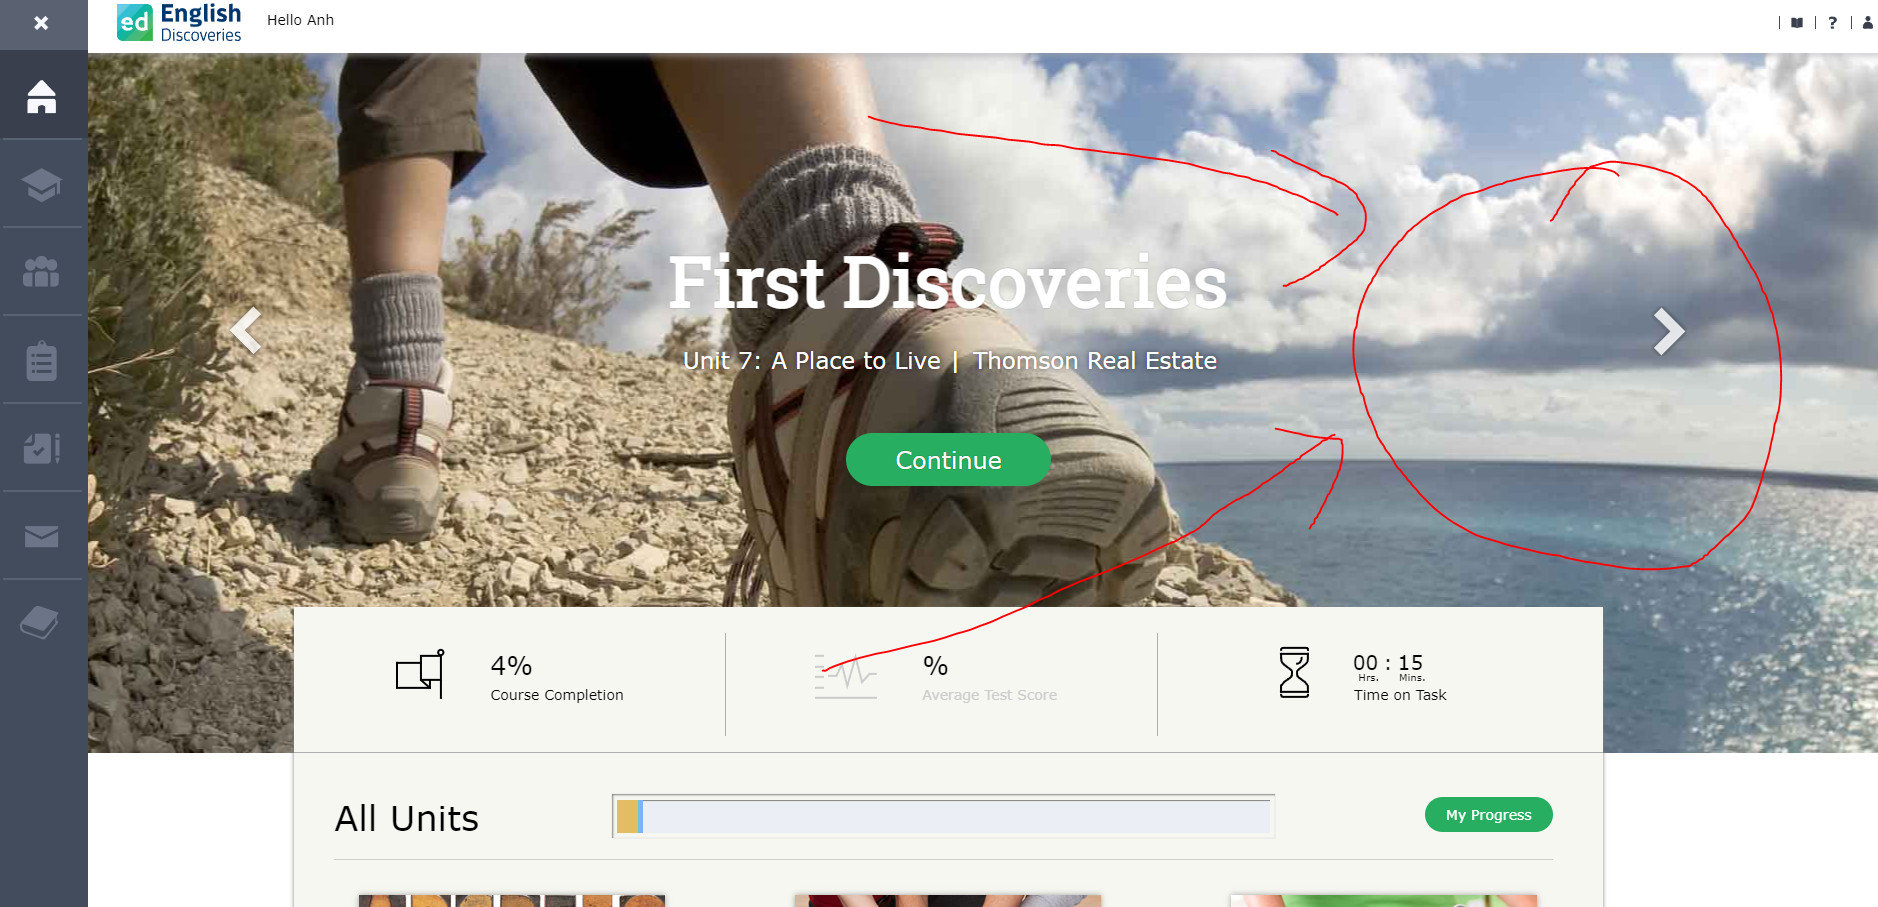 ed English
Discoveries
Hello Anh
?
First Discoveries
Unit 7: A Place to Live | Thomson Real Estate
Continue
4%
Course Completion
%
Average Test Score
00 : 15
Hrs. Mins.
Time on Task
All Units
My Progress